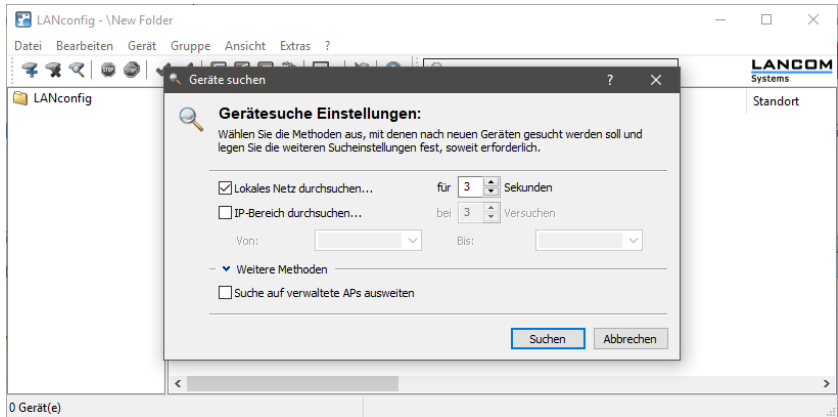 LANconfig - \New Folder
Datei Bearbeiten Gerät Gruppe Ansicht Extras ?
LANCOM
Systems
LANconfig
Standort
Geräte suchen ?
Gerätesuche Einstellungen:
Wählen Sie die Methoden aus, mit denen nach neuen Geräten gesucht werden soll und
legen Sie die weiteren Sucheinstellungen fest, soweit erforderlich.
Lokales Netz durchsuchen... für 3 Sekunden
IP-Bereich durchsuchen... bei 3 Versuchen
Von: Bis:
Weitere Methoden
Suche auf verwaltete APs ausweiten
Suchen Abbrechen
0 Gerät(e)